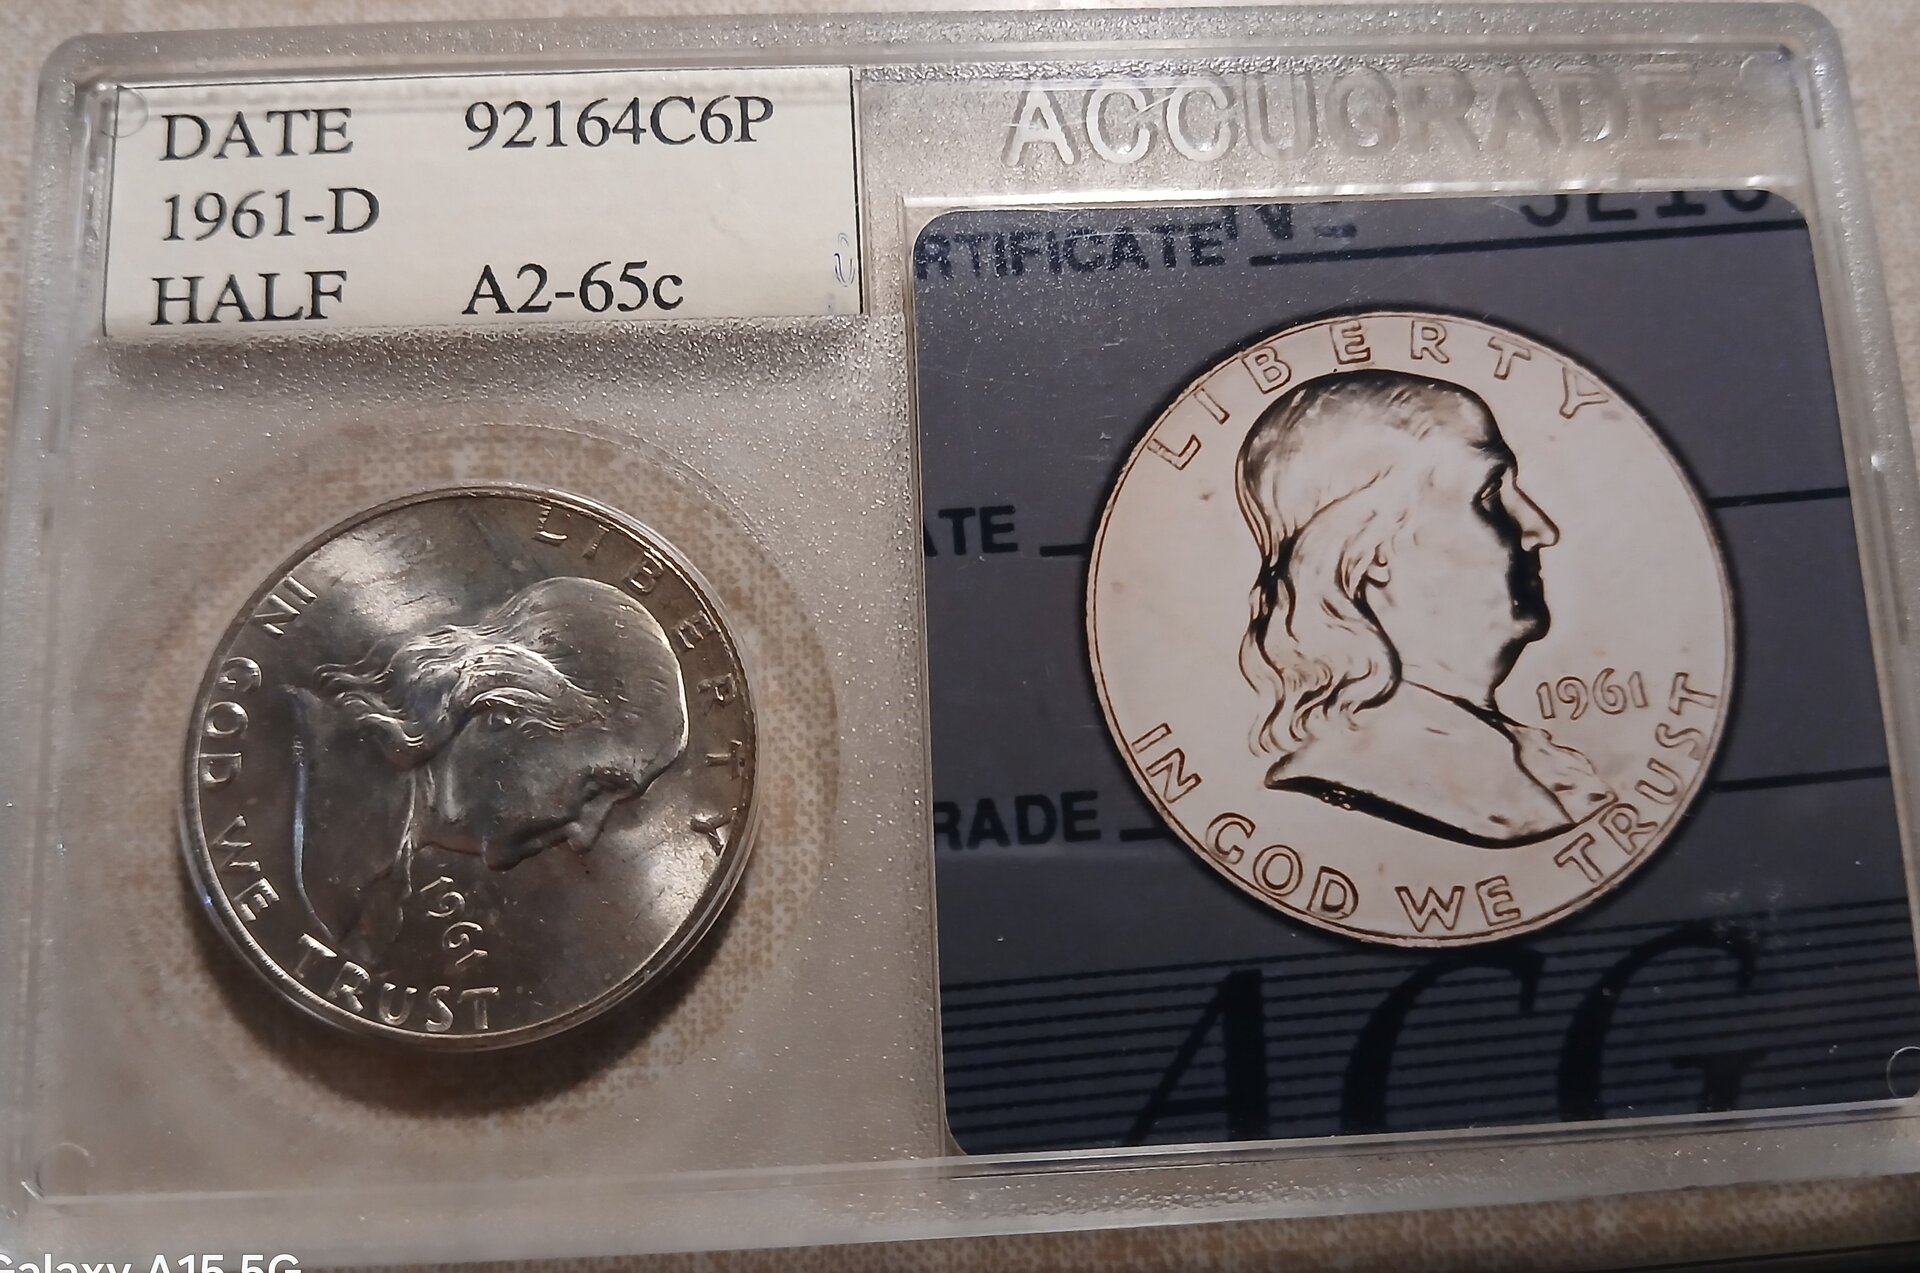 DATE 92164C6P
1961-D
HALF A2-65c
ACCUGRADE
LIBERTY
IN GOD WE TRUST
1961
RTIFICATE
LIBERTY
ATE
1961
RADE
IN GOD WE TRUST
ACG
Galaxy A15 5G